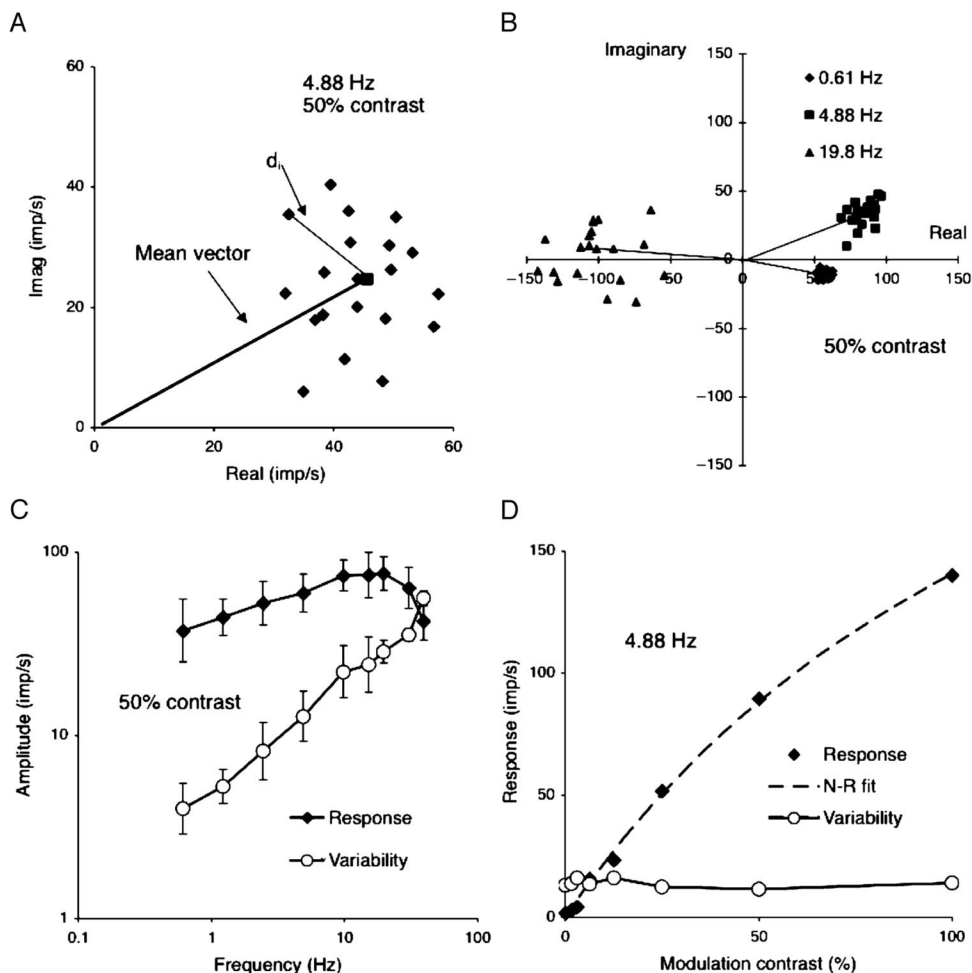 A
60
40
20
0
Imag (imp/s)
4.88 Hz
50% contrast
di
Mean vector
0
20
40
60
Real (imp/s)
B
Imaginary
150
100
50
0
−50
−100
−150
0.61 Hz
4.88 Hz
19.8 Hz
Real
−150
−100
−50
0
50
100
150
50% contrast
C
100
10
1
Amplitude (imp/s)
50% contrast
Response
Variability
0.1
1
10
100
Frequency (Hz)
D
150
100
50
0
Response (imp/s)
4.88 Hz
Response
N-R fit
Variability
0
50
100
Modulation contrast (%)